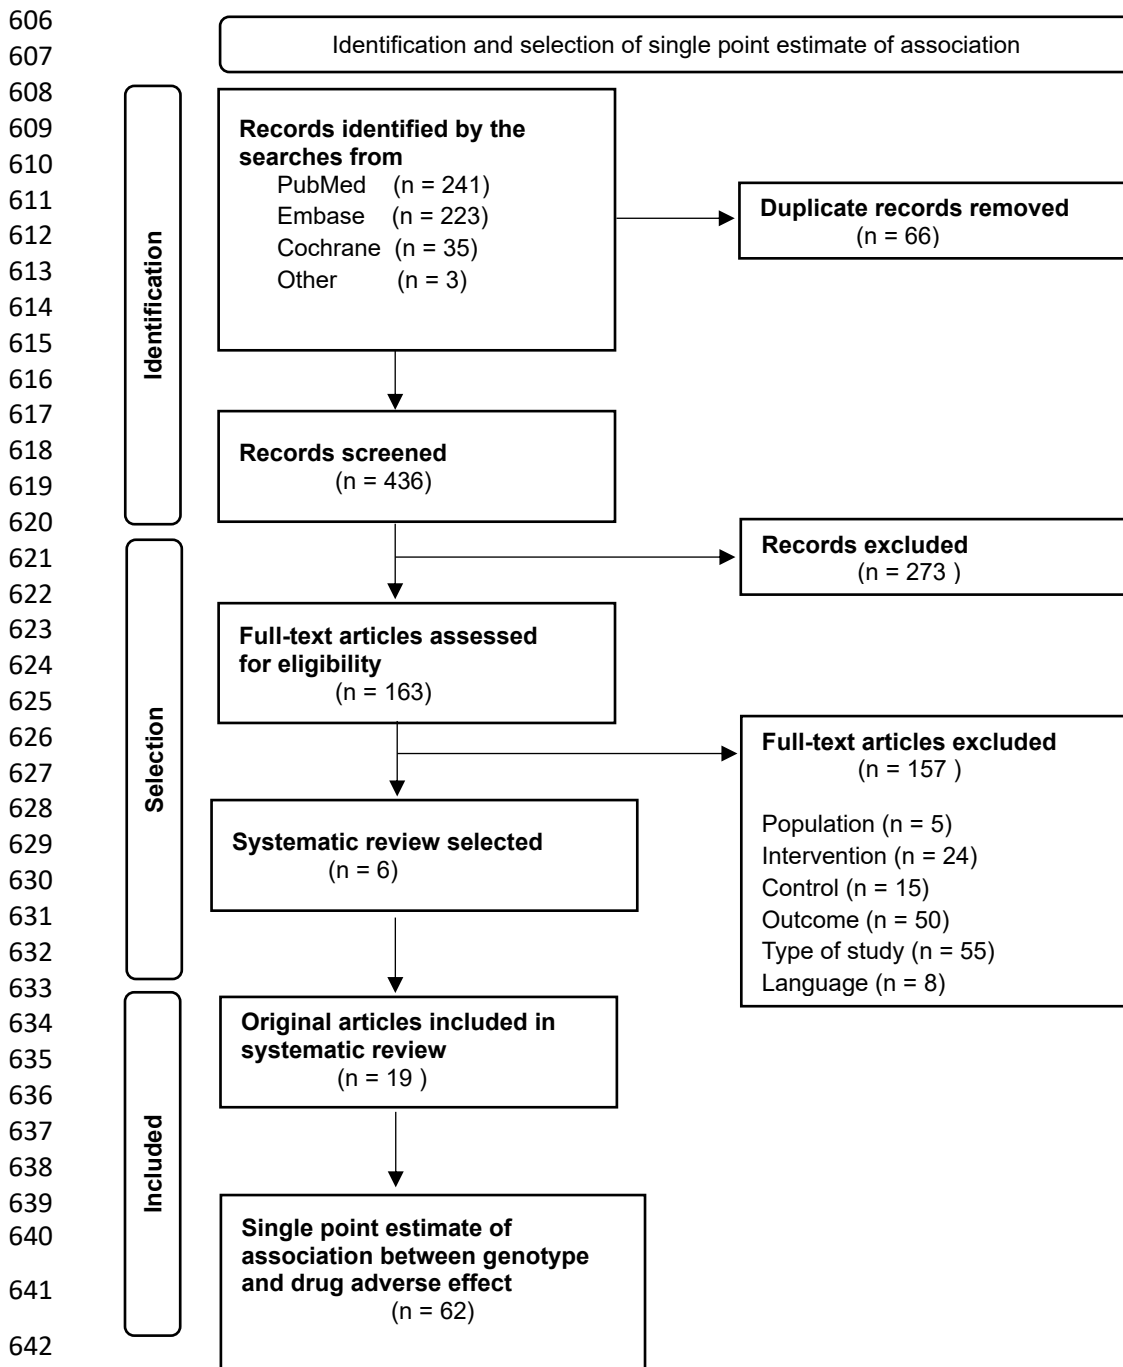 606
607
608
609
610
611
612
613
614
615
616
617
618
619
620
621
622
623
624
625
626
627
628
629
630
631
632
633
634
635
636
637
638
639
640
641
642
Identification and selection of single point estimate of association
Identification
Records identified by the
searches from
PubMed (n = 241)
Embase (n = 223)
Cochrane (n = 35)
Other (n = 3)
Duplicate records removed
(n = 66)
Records screened
(n = 436)
Records excluded
(n = 273 )
Selection
Full-text articles assessed
for eligibility
(n = 163)
Full-text articles excluded
(n = 157 )
Population (n = 5)
Intervention (n = 24)
Control (n = 15)
Outcome (n = 50)
Type of study (n = 55)
Language (n = 8)
Systematic review selected
(n = 6)
Included
Original articles included in
systematic review
(n = 19 )
Single point estimate of
association between genotype
and drug adverse effect
(n = 62)